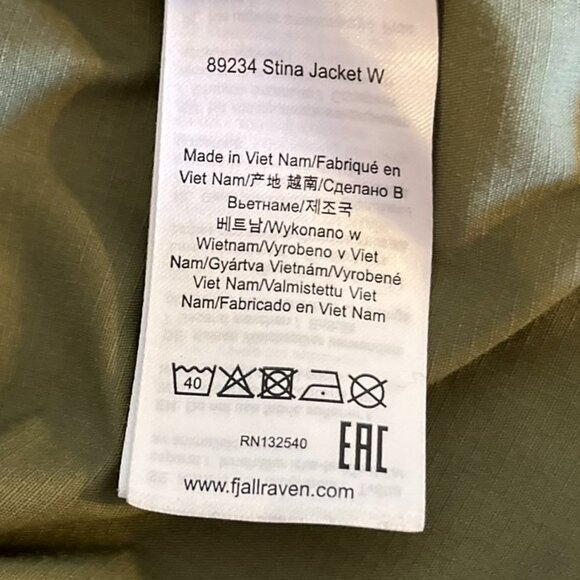 89234 Stina Jacket W
Made in Viet Nam/Fabriqué en
Viet Nam/产地 越南/Сделано В
Вьетнаме/제조국
베트남/Wykonano w
Wietnam/Vyrobeno v Viet
Nam/Gyártva Vietnám/Vyrobené
Viet Nam/Valmistettu Viet
Nam/Fabricado en Viet Nam
40
RN132540 EAC
www.fjallraven.com